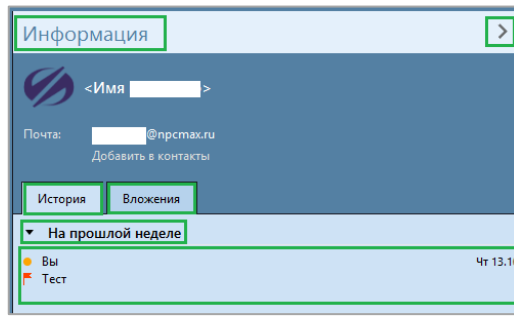 Информация
<Имя >
Почта: @npcmax.ru
Добавить в контакты
История Вложения
На прошлой неделе
Вы Чт 13.1
Тест